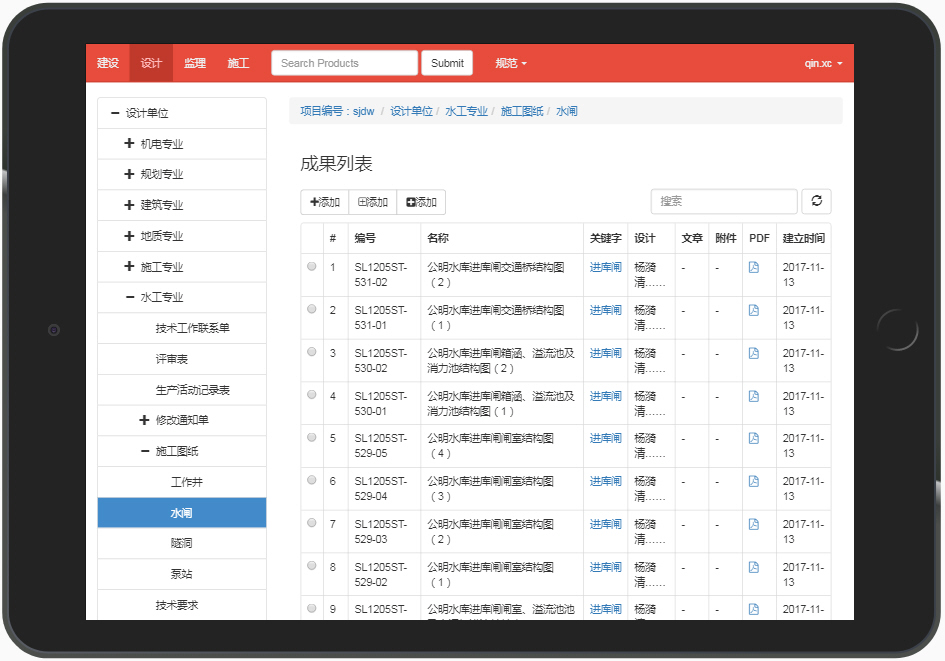 建设 设计 监理 施工 Search Products Submit 规范 qin.xc
设计单位
机电专业
规划专业
建筑专业
地质专业
施工专业
水工专业
技术工作联系单
评审表
生产活动记录表
修改通知单
施工图纸
工作井
水闸
隧洞
泵站
技术要求
项目编号：sjdw / 设计单位 / 水工专业 / 施工图纸 / 水闸
成果列表
添加 添加 添加 搜索
# 编号 名称 关键字 设计 文章 附件 PDF 建立时间
1 SL1205ST- 公明水库进库闸交通桥结构图 进库闸 杨漪 - - 2017-11-
531-02 （2） 清…… 13
2 SL1205ST- 公明水库进库闸交通桥结构图 进库闸 杨漪 - - 2017-11-
531-01 （1） 清…… 13
3 SL1205ST- 公明水库进库闸箱涵、溢流池及 进库闸 杨漪 - - 2017-11-
530-02 消力池结构图（2） 清…… 13
4 SL1205ST- 公明水库进库闸箱涵、溢流池及 进库闸 杨漪 - - 2017-11-
530-01 消力池结构图（1） 清…… 13
5 SL1205ST- 公明水库进库闸闸室结构图 进库闸 杨漪 - - 2017-11-
529-05 （4） 清…… 13
6 SL1205ST- 公明水库进库闸闸室结构图 进库闸 杨漪 - - 2017-11-
529-04 （3） 清…… 13
7 SL1205ST- 公明水库进库闸闸室结构图 进库闸 杨漪 - - 2017-11-
529-03 （2） 清…… 13
8 SL1205ST- 公明水库进库闸闸室结构图 进库闸 杨漪 - - 2017-11-
529-02 （1） 清…… 13
9 SL1205ST- 公明水库进库闸闸室、溢流池池 进库闸 杨漪 - - 2017-11-